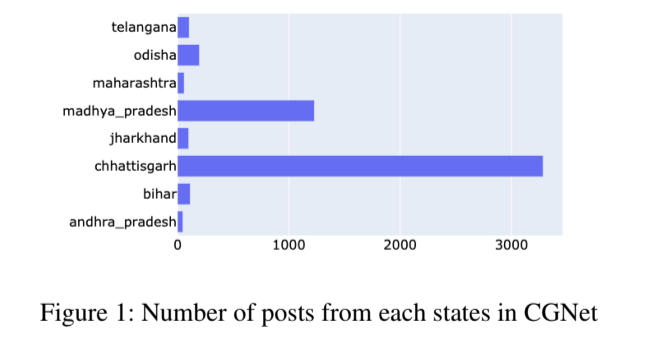 telangana
odisha
maharashtra
madhya_pradesh
jharkhand
chhattisgarh
bihar
andhra_pradesh
0 1000 2000 3000
Figure 1: Number of posts from each states in CGNet